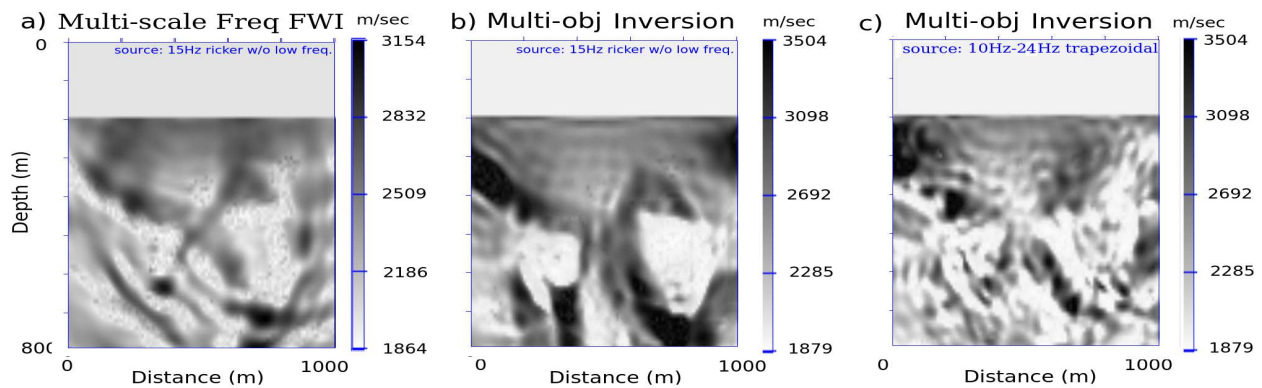 a) Multi-scale Freq FWI m/sec
source: 15Hz ricker w/o low freq.
0
3154
2832
2509
2186
1864
Depth (m)
800
0
1000
Distance (m)
b) Multi-obj Inversion m/sec
source: 15Hz ricker w/o low freq.
3504
3098
2692
2285
1879
0
1000
Distance (m)
c) Multi-obj Inversion m/sec
source: 10Hz-24Hz trapezoidal
3504
3098
2692
2285
1879
0
1000
Distance (m)